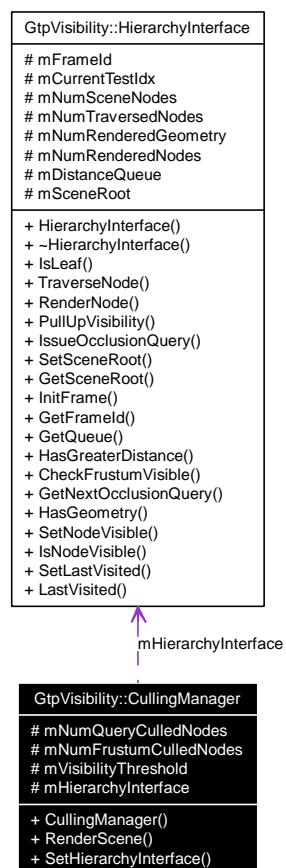 GtpVisibility::HierarchyInterface
# mFrameId
# mCurrentTestIdx
# mNumSceneNodes
# mNumTraversedNodes
# mNumRenderedGeometry
# mNumRenderedNodes
# mDistanceQueue
# mSceneRoot
+ HierarchyInterface()
+ ~HierarchyInterface()
+ IsLeaf()
+ TraverseNode()
+ RenderNode()
+ PullUpVisibility()
+ IssueOcclusionQuery()
+ SetSceneRoot()
+ GetSceneRoot()
+ InitFrame()
+ GetFrameId()
+ GetQueue()
+ HasGreaterDistance()
+ CheckFrustumVisible()
+ GetNextOcclusionQuery()
+ HasGeometry()
+ SetNodeVisible()
+ IsNodeVisible()
+ SetLastVisited()
+ LastVisited()
mHierarchyInterface
GtpVisibility::CullingManager
# mNumQueryCulledNodes
# mNumFrustumCulledNodes
# mVisibilityThreshold
# mHierarchyInterface
+ CullingManager()
+ RenderScene()
+ SetHierarchyInterface()